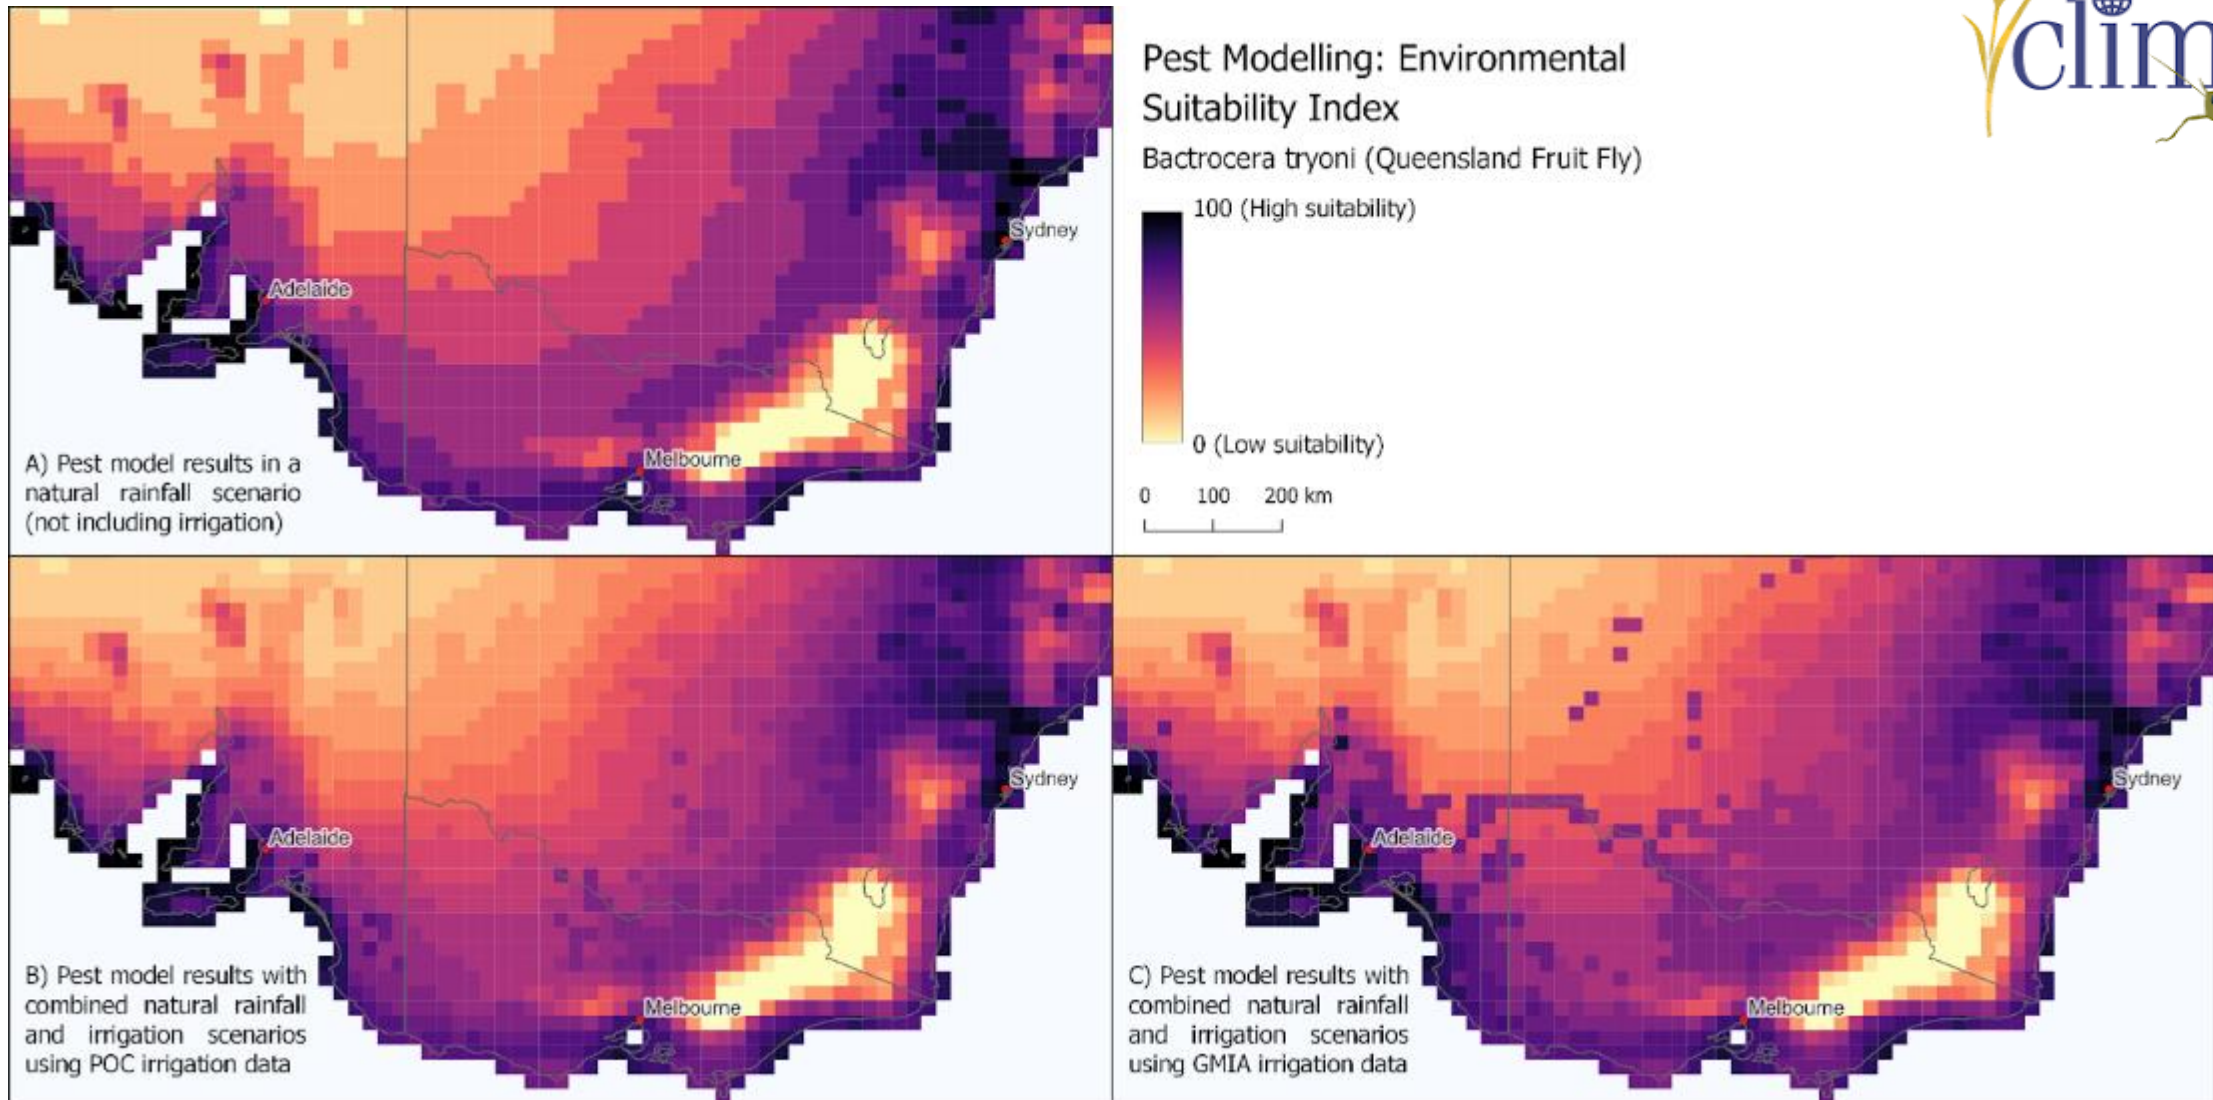 Pest Modelling: Environmental
Suitability Index
Bactrocera tryoni (Queensland Fruit Fly)
100 (High suitability)
0 (Low suitability)
0 100 200 km
clim
Sydney
Adelaide
Melbourne
A) Pest model results in a
natural rainfall scenario
(not including irrigation)
Sydney
Adelaide
Melbourne
B) Pest model results with
combined natural rainfall
and irrigation scenarios
using POC irrigation data
Sydney
Adelaide
Melbourne
C) Pest model results with
combined natural rainfall
and irrigation scenarios
using GMIA irrigation data